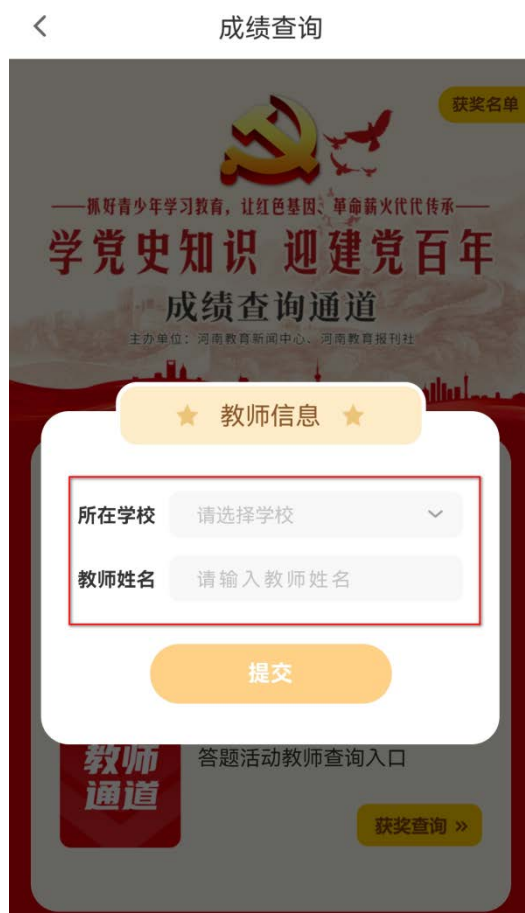 成绩查询
获奖名单
——抓好青少年学习教育，让红色基因、革命薪火代代传承——
学党史知识 迎建党百年
成绩查询通道
主办单位：河南教育新闻中心、河南教育报刊社
教师信息
所在学校 请选择学校
教师姓名 请输入教师姓名
提交
教师
通道
答题活动教师查询入口
获奖查询 »